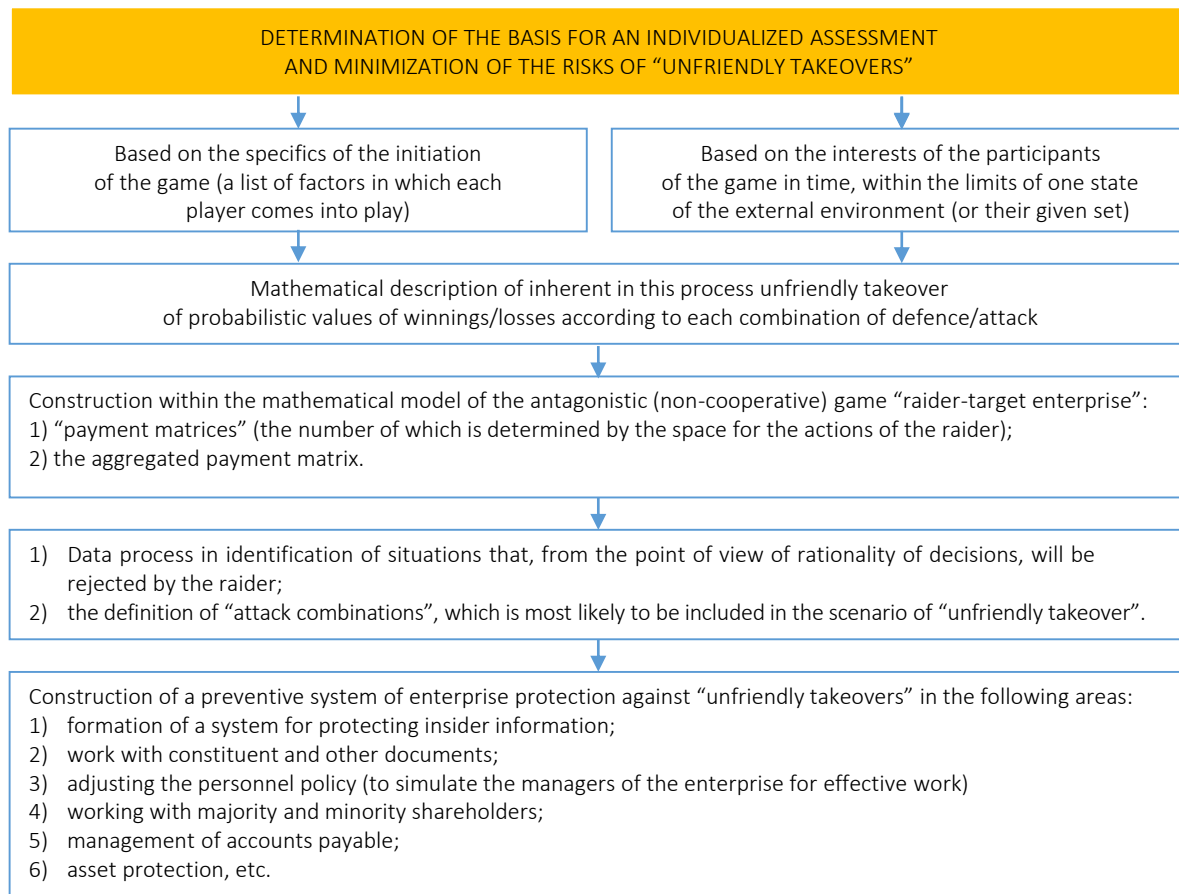 DETERMINATION OF THE BASIS FOR AN INDIVIDUALIZED ASSESSMENT
AND MINIMIZATION OF THE RISKS OF “UNFRIENDLY TAKEOVERS”
Based on the specifics of the initiation
of the game (a list of factors in which each
player comes into play)
Based on the interests of the participants
of the game in time, within the limits of one state
of the external environment (or their given set)
Mathematical description of inherent in this process unfriendly takeover
of probabilistic values of winnings/losses according to each combination of defence/attack
Construction within the mathematical model of the antagonistic (non-cooperative) game “raider-target enterprise”:
1) “payment matrices” (the number of which is determined by the space for the actions of the raider);
2) the aggregated payment matrix.
1) Data process in identification of situations that, from the point of view of rationality of decisions, will be
rejected by the raider;
2) the definition of “attack combinations”, which is most likely to be included in the scenario of “unfriendly takeover”.
Construction of a preventive system of enterprise protection against “unfriendly takeovers” in the following areas:
1) formation of a system for protecting insider information;
2) work with constituent and other documents;
3) adjusting the personnel policy (to simulate the managers of the enterprise for effective work)
4) working with majority and minority shareholders;
5) management of accounts payable;
6) asset protection, etc.